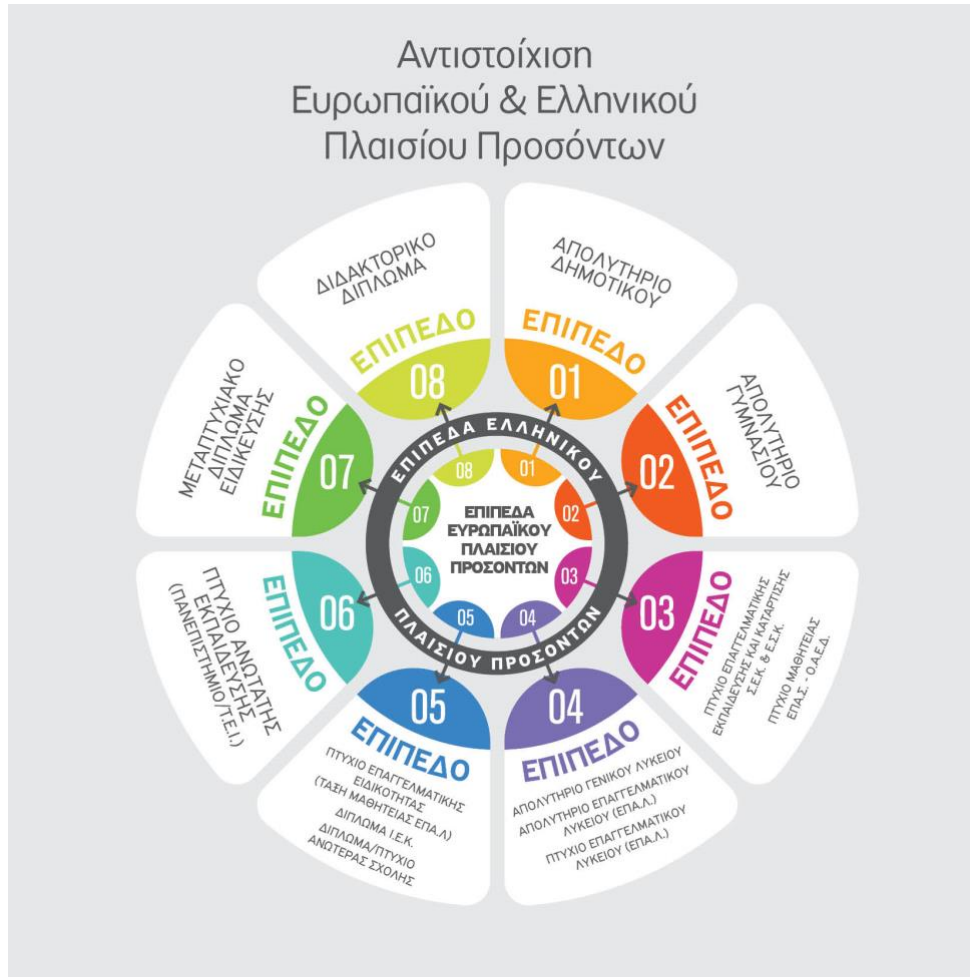 Αντιστοίχιση
Ευρωπαϊκού & Ελληνικού
Πλαισίου Προσόντων
ΑΠΟΛΥΤΗΡΙΟ
ΔΗΜΟΤΙΚΟΥ
ΕΠΙΠΕΔΟ
01
ΑΠΟΛΥΤΗΡΙΟ
ΓΥΜΝΑΣΙΟΥ
ΕΠΙΠΕΔΟ
02
ΕΠΙΠΕΔΟ
03
ΠΤΥΧΙΟ ΕΠΑΓΓΕΛΜΑΤΙΚΗΣ
ΕΚΠΑΙΔΕΥΣΗΣ ΚΑΙ ΚΑΤΑΡΤΙΣΗΣ
Σ.Ε.Κ. & Ε.Σ.Κ.
ΠΤΥΧΙΟ ΜΑΘΗΤΕΙΑΣ
ΕΠΑ.Σ. - Ο.Α.Ε.Δ.
04
ΕΠΙΠΕΔΟ
ΑΠΟΛΥΤΗΡΙΟ ΓΕΝΙΚΟΥ ΛΥΚΕΙΟΥ
ΑΠΟΛΥΤΗΡΙΟ ΕΠΑΓΓΕΛΜΑΤΙΚΟΥ
ΛΥΚΕΙΟΥ (ΕΠΑ.Λ.)
ΠΤΥΧΙΟ ΕΠΑΓΓΕΛΜΑΤΙΚΟΥ
ΛΥΚΕΙΟΥ (ΕΠΑ.Λ.)
05
ΕΠΙΠΕΔΟ
ΠΤΥΧΙΟ ΕΠΑΓΓΕΛΜΑΤΙΚΗΣ
ΕΙΔΙΚΟΤΗΤΑΣ
(ΤΑΞΗ ΜΑΘΗΤΕΙΑΣ ΕΠΑ.Λ)
ΔΙΠΛΩΜΑ Ι.Ε.Κ.
ΔΙΠΛΩΜΑ/ΠΤΥΧΙΟ
ΑΝΩΤΕΡΑΣ ΣΧΟΛΗΣ
06
ΕΠΙΠΕΔΟ
ΠΤΥΧΙΟ ΑΝΩΤΑΤΗΣ
ΕΚΠΑΙΔΕΥΣΗΣ
(ΠΑΝΕΠΙΣΤΗΜΙΟ/Τ.Ε.Ι.)
ΜΕΤΑΠΤΥΧΙΑΚΟ
ΔΙΠΛΩΜΑ
ΕΙΔΙΚΕΥΣΗΣ
ΕΠΙΠΕΔΟ
07
ΔΙΔΑΚΤΟΡΙΚΟ
ΔΙΠΛΩΜΑ
ΕΠΙΠΕΔΟ
08
ΕΠΙΠΕΔΑ ΕΛΛΗΝΙΚΟΥ
ΠΛΑΙΣΙΟΥ ΠΡΟΣΟΝΤΩΝ
01
02
03
04
05
06
07
08
ΕΠΙΠΕΔΑ
ΕΥΡΩΠΑΪΚΟΥ
ΠΛΑΙΣΙΟΥ
ΠΡΟΣΟΝΤΩΝ